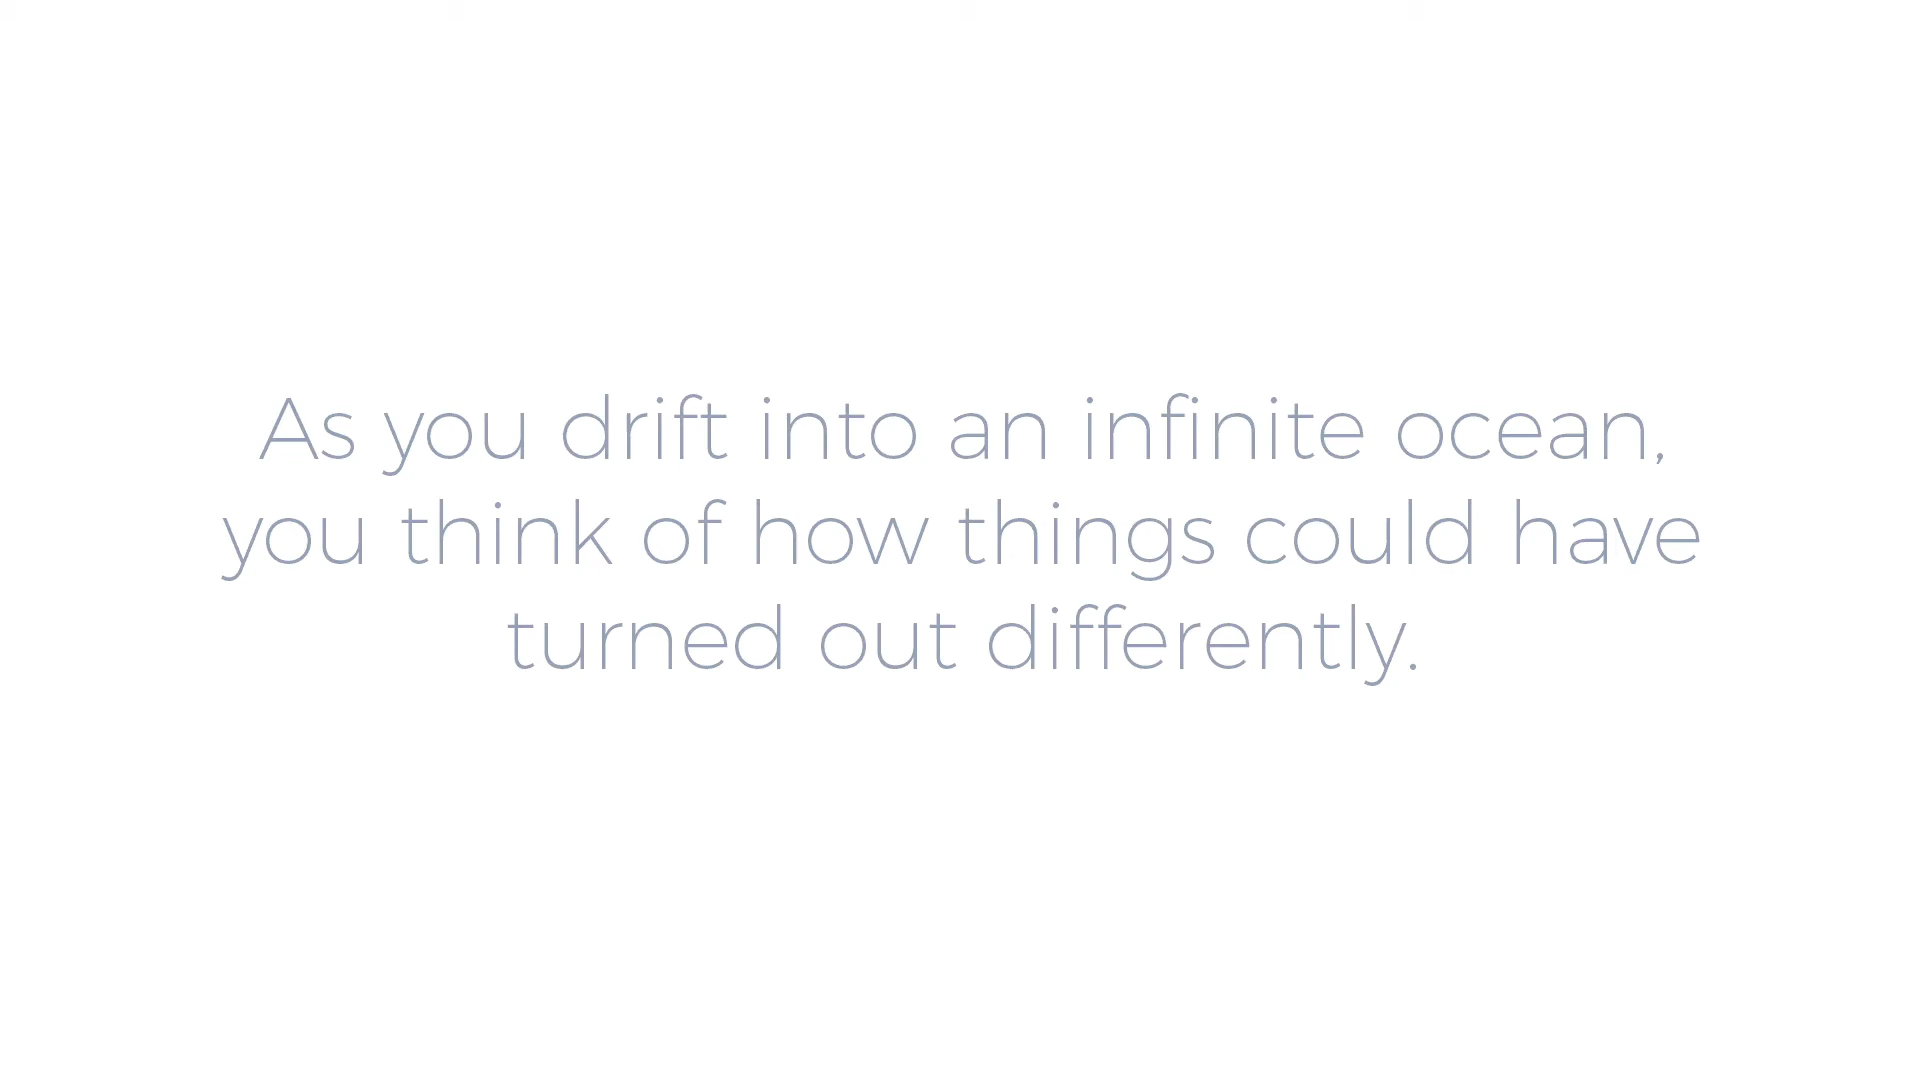 As you drift into an infinite ocean,
you think of how things could have
turned out differently.